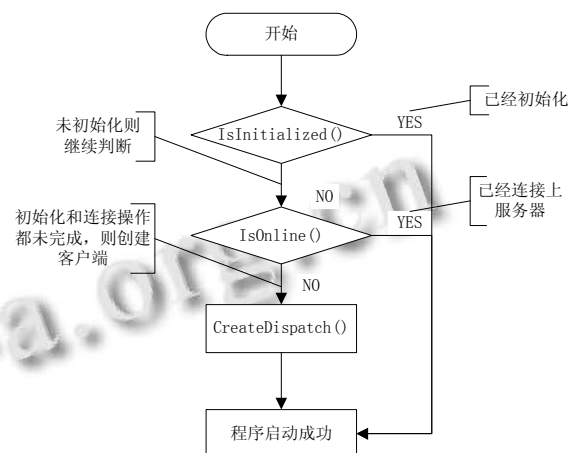 开始
已经初始化
IsInitialized()
YES
未初始化则
继续判断
NO
已经连接上
服务器
初始化和连接操作
都未完成，则创建
客户端
IsOnline()
YES
NO
CreateDispatch()
程序启动成功
a.org.cn